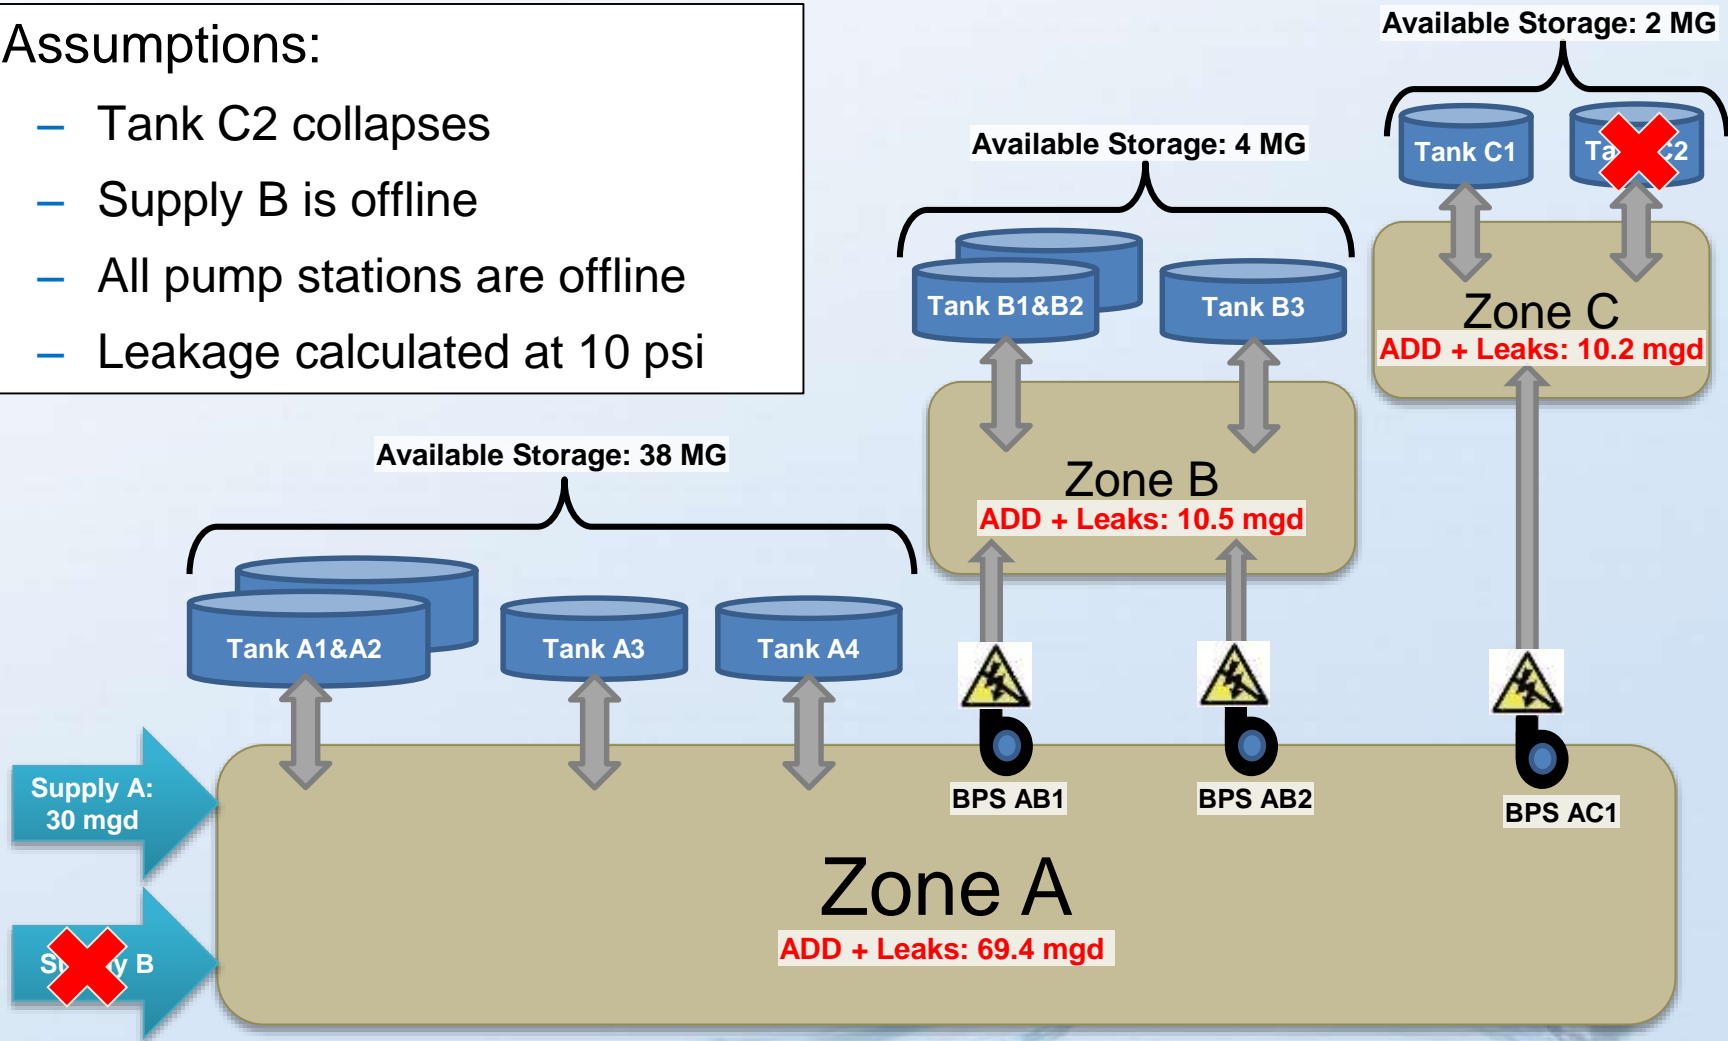 Assumptions:
– Tank C2 collapses
– Supply B is offline
– All pump stations are offline
– Leakage calculated at 10 psi
Available Storage: 2 MG
Tank C1
Available Storage: 4 MG
Tank B1&B2
Tank B3
Zone C
ADD + Leaks: 10.2 mgd
Available Storage: 38 MG
Zone B
ADD + Leaks: 10.5 mgd
Tank A1&A2
Tank A3
Tank A4
Supply A:
30 mgd
BPS AB1
BPS AB2
BPS AC1
Zone A
ADD + Leaks: 69.4 mgd
B